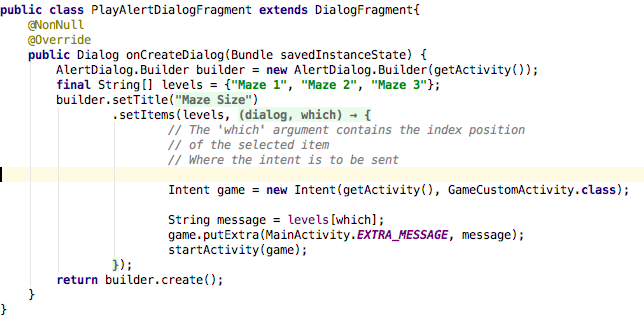 public class PlayAlertDialogFragment extends DialogFragment{
    @NonNull
    @Override
    public Dialog onCreateDialog(Bundle savedInstanceState) {
        AlertDialog.Builder builder = new AlertDialog.Builder(getActivity());
        final String[] levels = {"Maze 1", "Maze 2", "Maze 3"};
        builder.setTitle("Maze Size")
                .setItems(levels, (dialog, which) → {
                        // The 'which' argument contains the index position
                        // of the selected item
                        // Where the intent is to be sent
                        Intent game = new Intent(getActivity(), GameCustomActivity.class);
                        String message = levels[which];
                        game.putExtra(MainActivity.EXTRA_MESSAGE, message);
                        startActivity(game);
                });
        return builder.create();
    }
}